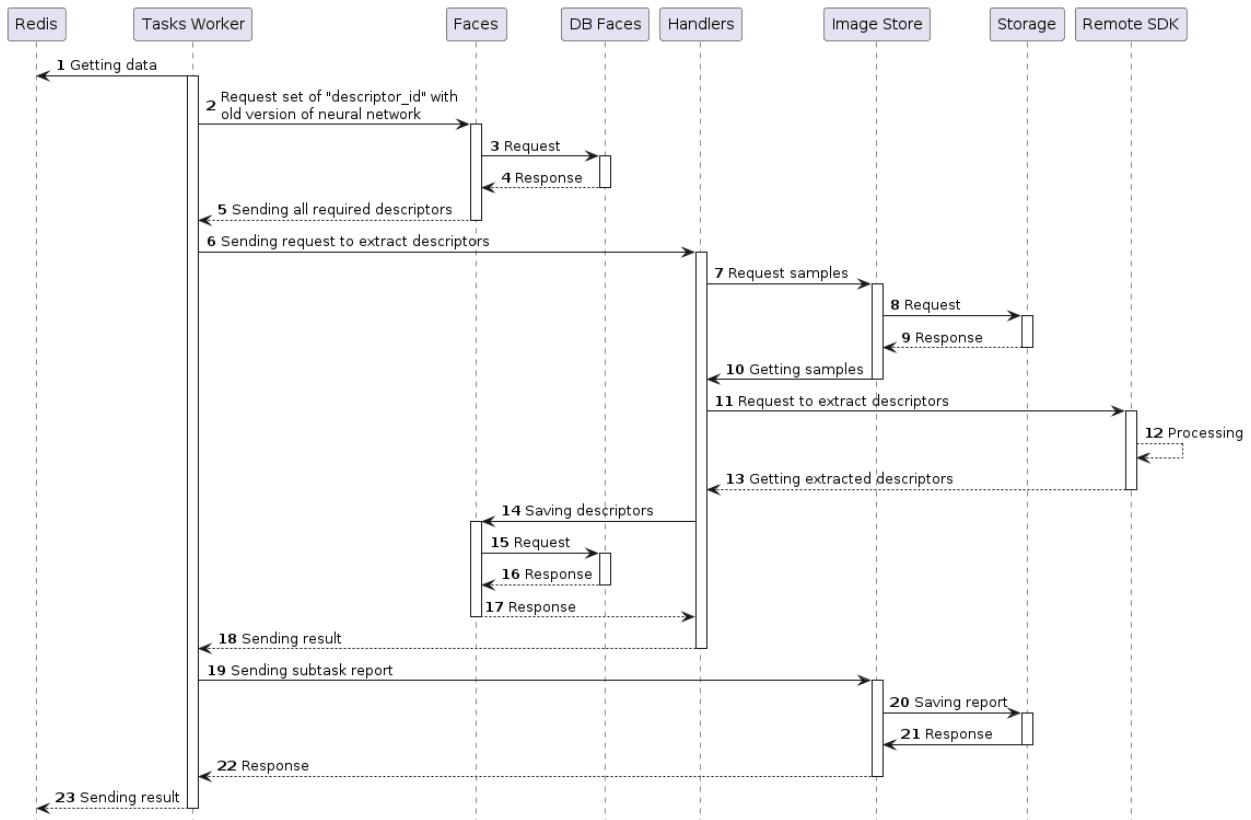 Redis Tasks Worker Faces DB Faces Handlers Image Store Storage Remote SDK
1 Getting data
2 Request set of "descriptor_id" with
old version of neural network
3 Request
4 Response
5 Sending all required descriptors
6 Sending request to extract descriptors
7 Request samples
8 Request
9 Response
10 Getting samples
11 Request to extract descriptors
12 Processing
13 Getting extracted descriptors
14 Saving descriptors
15 Request
16 Response
17 Response
18 Sending result
19 Sending subtask report
20 Saving report
21 Response
22 Response
23 Sending result